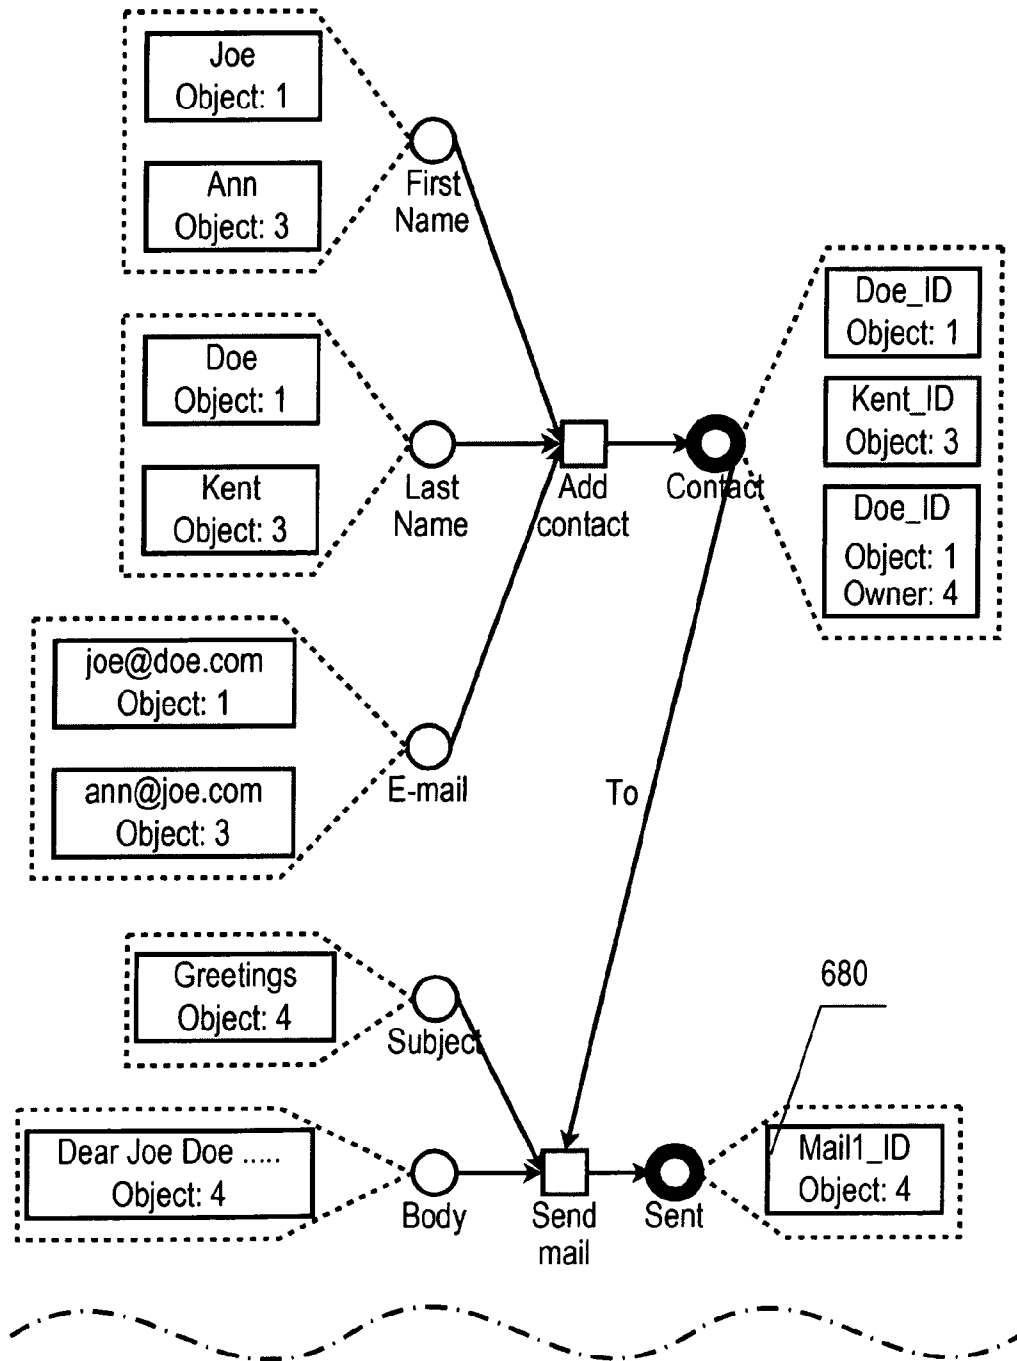 Joe
Object: 1
Ann
Object: 3
First
Name
Doe
Object: 1
Kent
Object: 3
Last
Name
Add
contact
Contact
Doe_ID
Object: 1
Kent_ID
Object: 3
Doe_ID
Object: 1
Owner: 4
joe@doe.com
Object: 1
ann@joe.com
Object: 3
E-mail
To
Greetings
Object: 4
Subject
680
Dear Joe Doe .....
Object: 4
Body
Send
mail
Sent
Mail1_ID
Object: 4